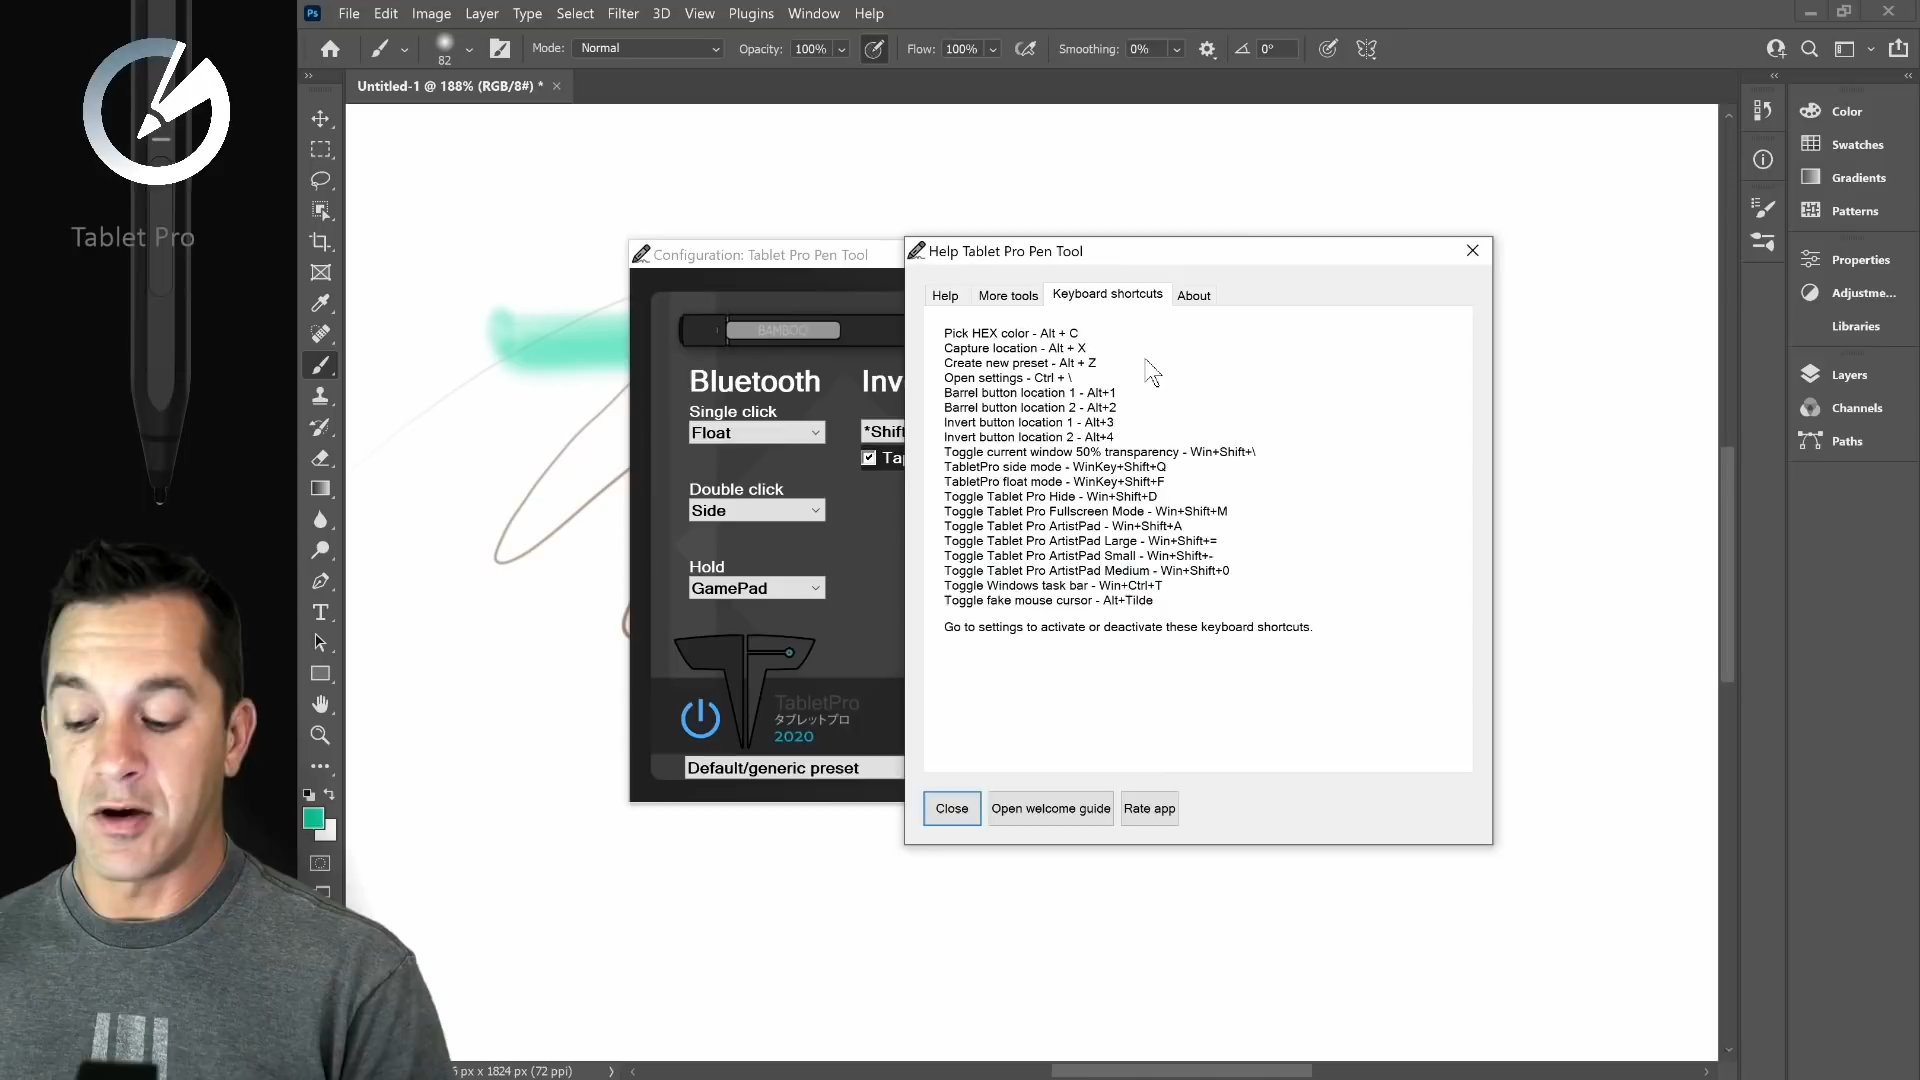 Ps File Edit Image Layer Type Select Filter 3D View Plugins Window Help
82 Mode: Normal Opacity: 100% Flow: 100% Smoothing: 0% 0°
Untitled-1 @ 188% (RGB/8#) *
Tablet Pro
Configuration: Tablet Pro Pen Tool
BAMBOO
Bluetooth
Single click
Float
Double click
Side
Hold
GamePad
Inv
*Shift
Ta
TabletPro
タブレットプロ
2020
Default/generic preset
Help Tablet Pro Pen Tool
Help More tools Keyboard shortcuts About
Pick HEX color - Alt + C
Capture location - Alt + X
Create new preset - Alt + Z
Open settings - Ctrl + \
Barrel button location 1 - Alt+1
Barrel button location 2 - Alt+2
Invert button location 1 - Alt+3
Invert button location 2 - Alt+4
Toggle current window 50% transparency - Win+Shift+\
TabletPro side mode - WinKey+Shift+Q
TabletPro float mode - WinKey+Shift+F
Toggle Tablet Pro Hide - Win+Shift+D
Toggle Tablet Pro Fullscreen Mode - Win+Shift+M
Toggle Tablet Pro ArtistPad - Win+Shift+A
Toggle Tablet Pro ArtistPad Large - Win+Shift+=
Toggle Tablet Pro ArtistPad Small - Win+Shift+-
Toggle Tablet Pro ArtistPad Medium - Win+Shift+0
Toggle Windows task bar - Win+Ctrl+T
Toggle fake mouse cursor - Alt+Tilde
Go to settings to activate or deactivate these keyboard shortcuts.
Close Open welcome guide Rate app
Color
Swatches
Gradients
Patterns
Properties
Adjustme...
Libraries
Layers
Channels
Paths
px x 1824 px (72 ppi)